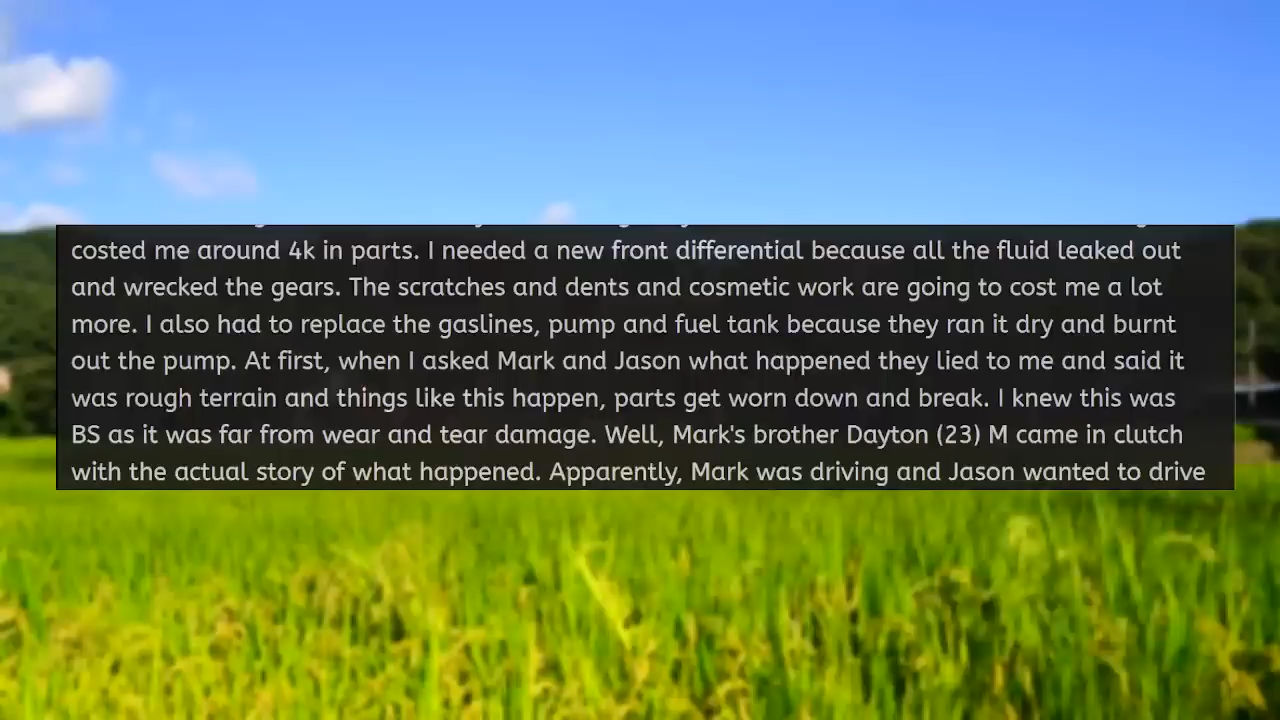 costed me around 4k in parts. I needed a new front differential because all the fluid leaked out
and wrecked the gears. The scratches and dents and cosmetic work are going to cost me a lot
more. I also had to replace the gaslines, pump and fuel tank because they ran it dry and burnt
out the pump. At first, when I asked Mark and Jason what happened they lied to me and said it
was rough terrain and things like this happen, parts get worn down and break. I knew this was
BS as it was far from wear and tear damage. Well, Mark's brother Dayton (23) M came in clutch
with the actual story of what happened. Apparently, Mark was driving and Jason wanted to drive